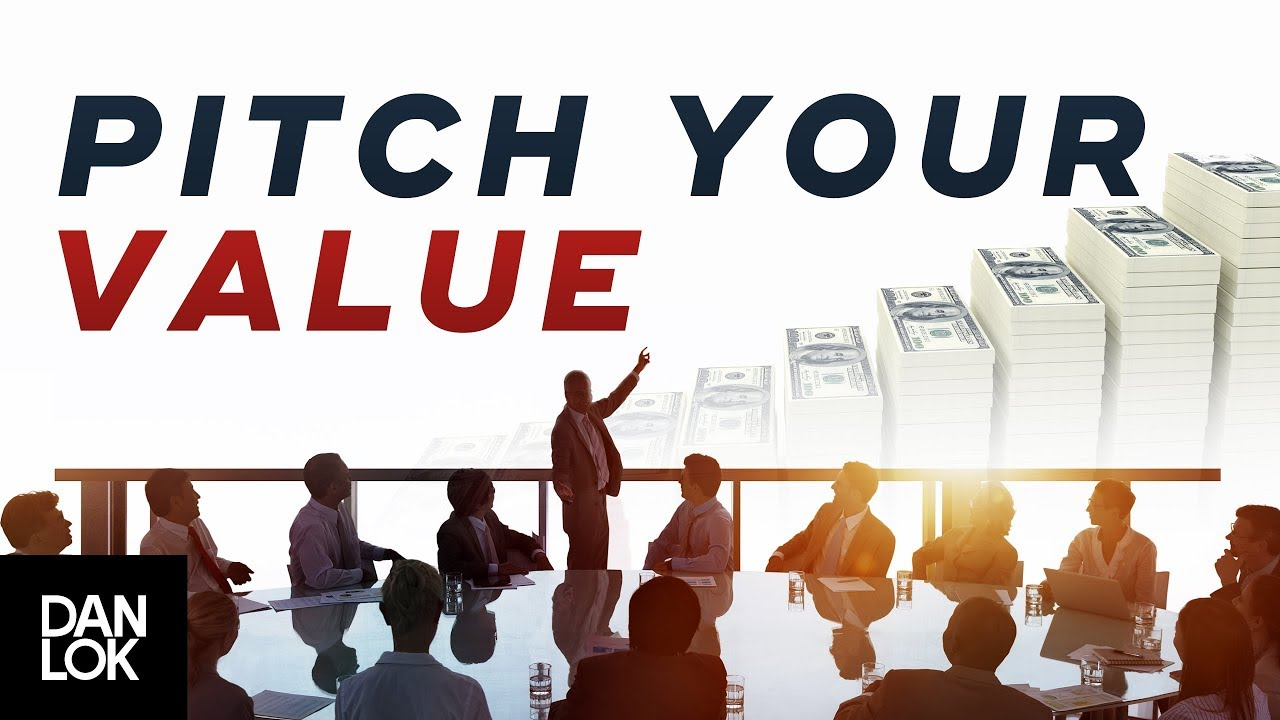 PITCH YOUR
VALUE
DAN
LOK